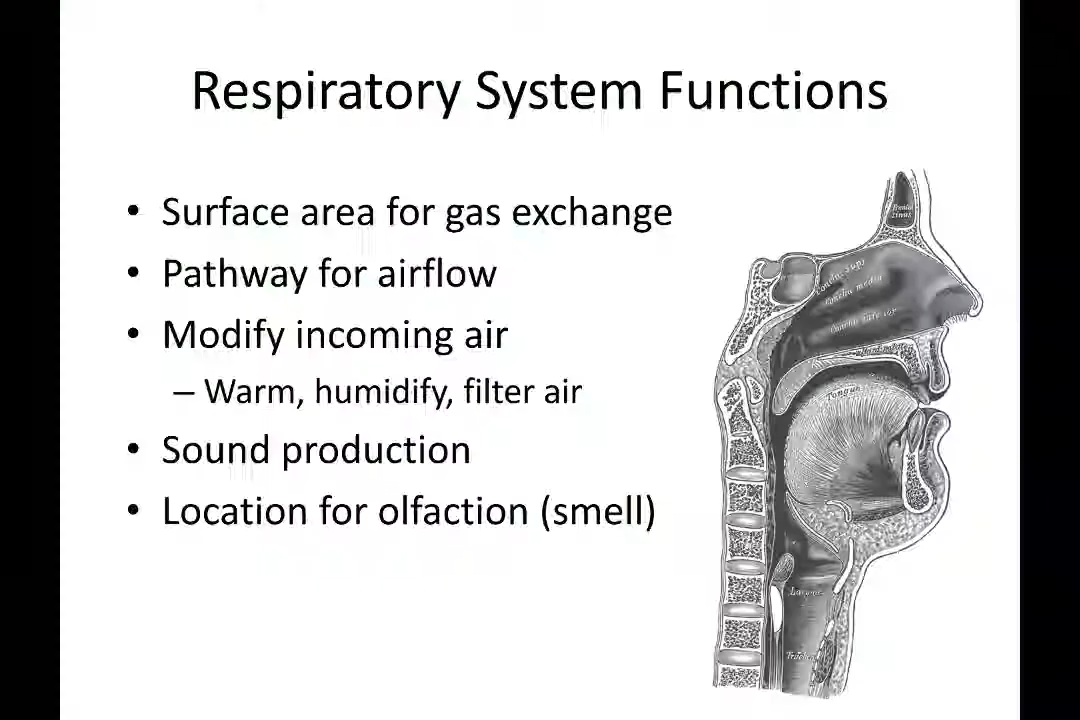 Respiratory System Functions
• Surface area for gas exchange
• Pathway for airflow
• Modify incoming air
– Warm, humidify, filter air
• Sound production
• Location for olfaction (smell)
Tongue